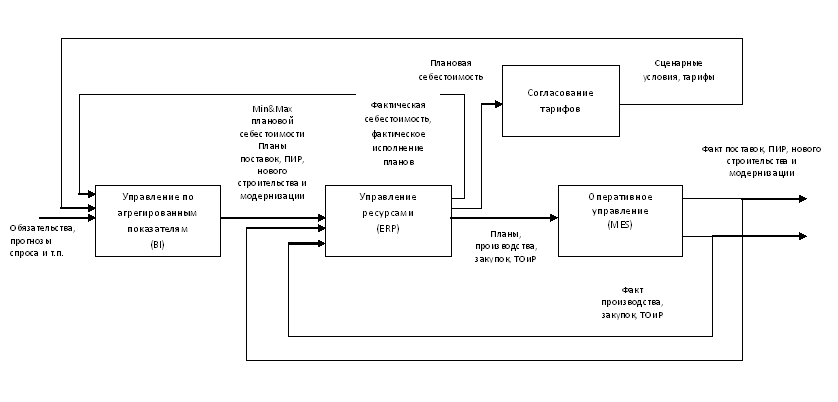 Плановая
себестоимость
Сценарные
условия, тарифы
Согласование
тарифов
Min&Max
плановой
себестоимости
Планы
поставок, ПИР,
нового
строительства и
модернизации
Фактическая
себестоимость,
фактическое
исполнение
планов
Факт поставок, ПИР, нового
строительства и
модернизации
Управление по
агрегированным
показателям
(BI)
Управление
ресурсами
(ERP)
Оперативное
управление
(MES)
Обязательства,
прогнозы
спроса и т.п.
Планы,
производства,
закупок, ТОиР
Факт
производства,
закупок, ТОиР